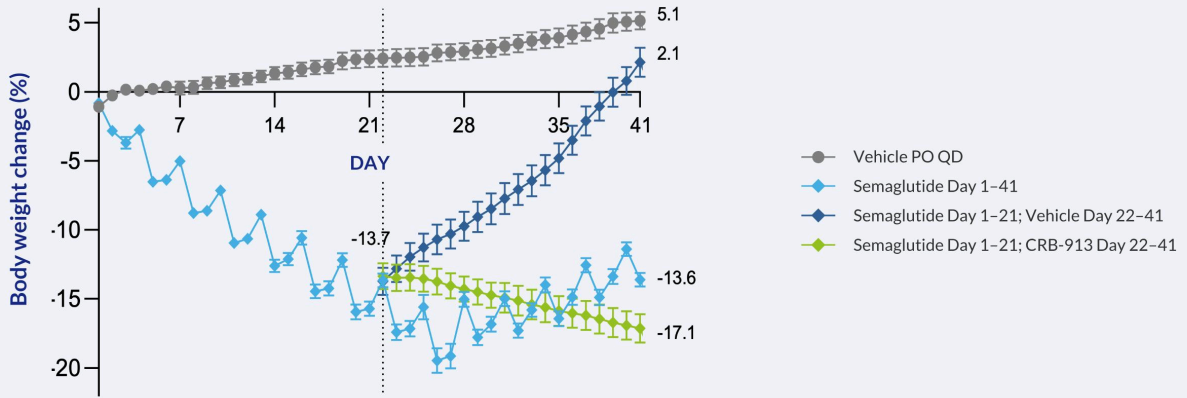 Body weight change (%)
5
0
-5
-10
-15
-20
7
14
21
28
35
41
DAY
-13.7
5.1
2.1
-13.6
-17.1
Vehicle PO QD
Semaglutide Day 1–41
Semaglutide Day 1–21; Vehicle Day 22–41
Semaglutide Day 1–21; CRB-913 Day 22–41